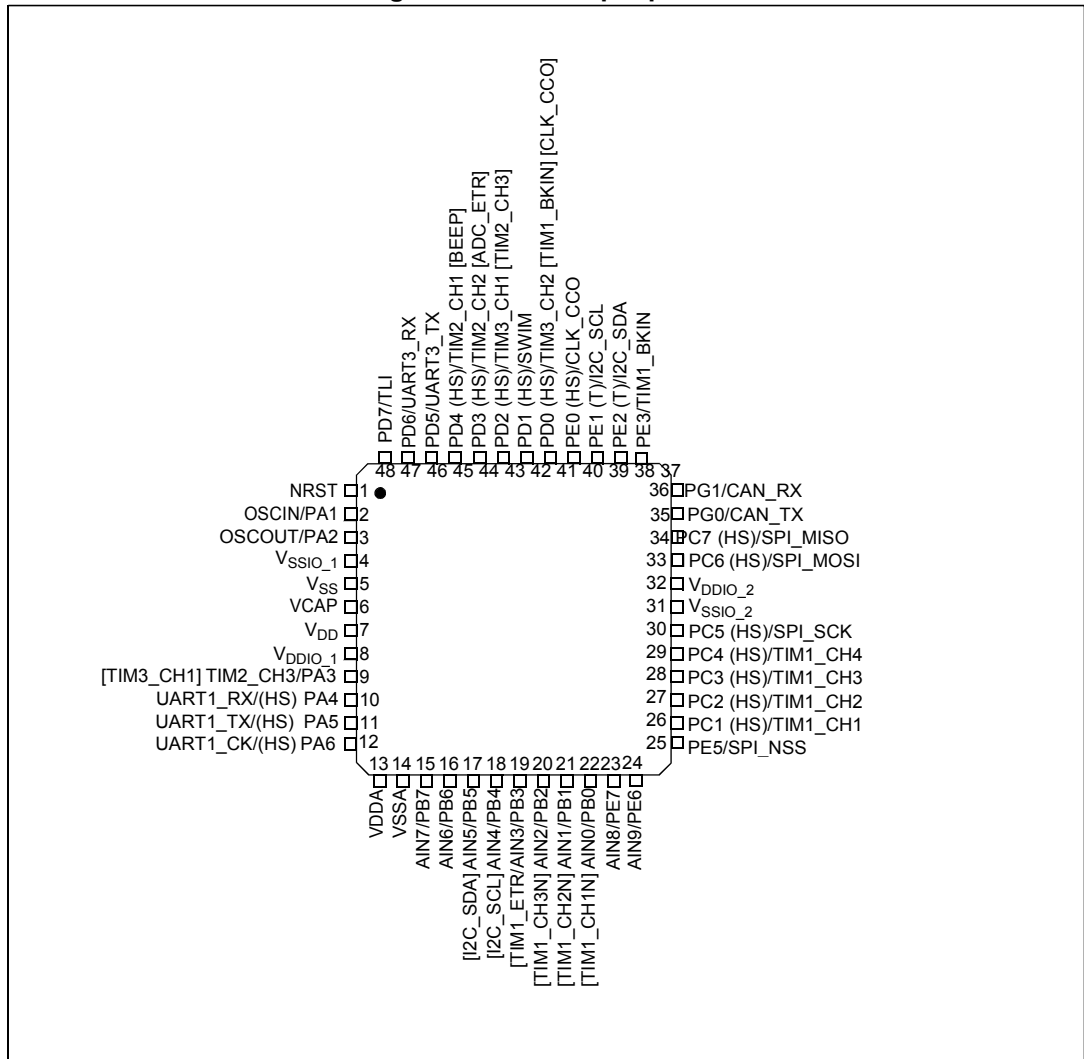 PD7/TLI
PD6/UART3_RX
PD5/UART3_TX
PD4 (HS)/TIM2_CH1 [BEEP]
PD3 (HS)/TIM2_CH2 [ADC_ETR]
PD2 (HS)/TIM3_CH1 [TIM2_CH3]
PD1 (HS)/SWIM
PD0 (HS)/TIM3_CH2 [TIM1_BKIN] [CLK_CCO]
PE0 (HS)/CLK_CCO
PE1 (T)/I2C_SCL
PE2 (T)/I2C_SDA
PE3/TIM1_BKIN
48 47 46 45 44 43 42 41 40 39 38 37
NRST 1
OSCIN/PA1 2
OSCOUT/PA2 3
VSSIO_1 4
VSS 5
VCAP 6
VDD 7
VDDIO_1 8
[TIM3_CH1] TIM2_CH3/PA3 9
UART1_RX/(HS) PA4 10
UART1_TX/(HS) PA5 11
UART1_CK/(HS) PA6 12
36 PG1/CAN_RX
35 PG0/CAN_TX
34 PC7 (HS)/SPI_MISO
33 PC6 (HS)/SPI_MOSI
32 VDDIO_2
31 VSSIO_2
30 PC5 (HS)/SPI_SCK
29 PC4 (HS)/TIM1_CH4
28 PC3 (HS)/TIM1_CH3
27 PC2 (HS)/TIM1_CH2
26 PC1 (HS)/TIM1_CH1
25 PE5/SPI_NSS
13 14 15 16 17 18 19 20 21 22 23 24
VDDA
VSSA
AIN7/PB7
AIN6/PB6
[I2C_SDA] AIN5/PB5
[I2C_SCL] AIN4/PB4
[TIM1_ETR/AIN3/PB3
[TIM1_CH3N] AIN2/PB2
[TIM1_CH2N] AIN1/PB1
[TIM1_CH1N] AIN0/PB0
AIN8/PE7
AIN9/PE6